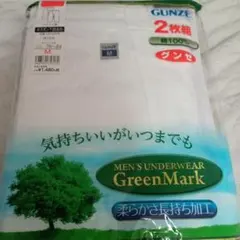 GUNZE
2枚組
綿100%
グンゼ
気持ちいいがいつまでも
MEN'S UNDERWEAR
GreenMark
柔らかさ長持ち加工